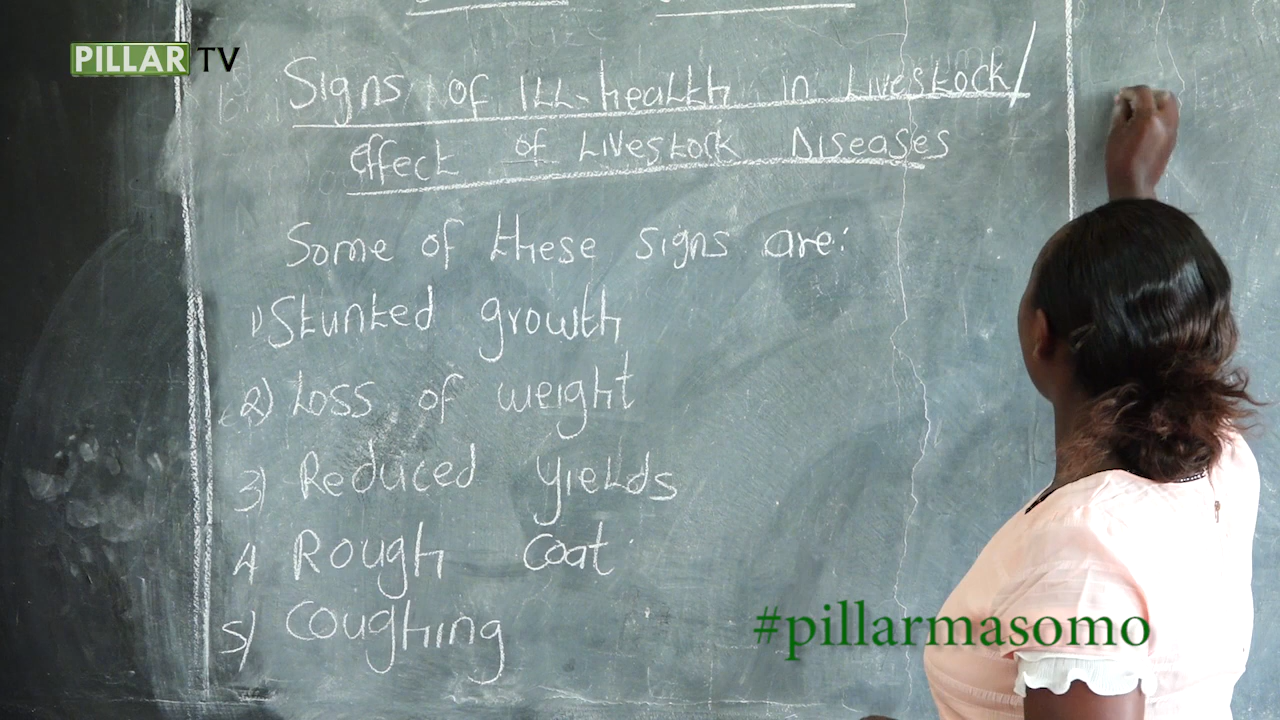 PILLAR TV
Signs of Ill-health in Livestock/
effect of Livestock Diseases
Some of these signs are:
1) Stunted growth
2) Loss of weight
3) Reduced yields
4 Rough coat
5) Coughing
#pillarmasomo